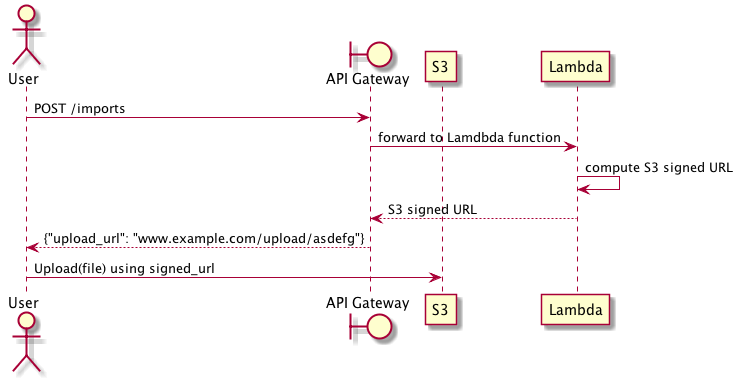 User
API Gateway
S3
Lambda
POST /imports
forward to Lamdbda function
compute S3 signed URL
S3 signed URL
{"upload_url": "www.example.com/upload/asdefg"}
Upload(file) using signed_url
User
API Gateway
S3
Lambda